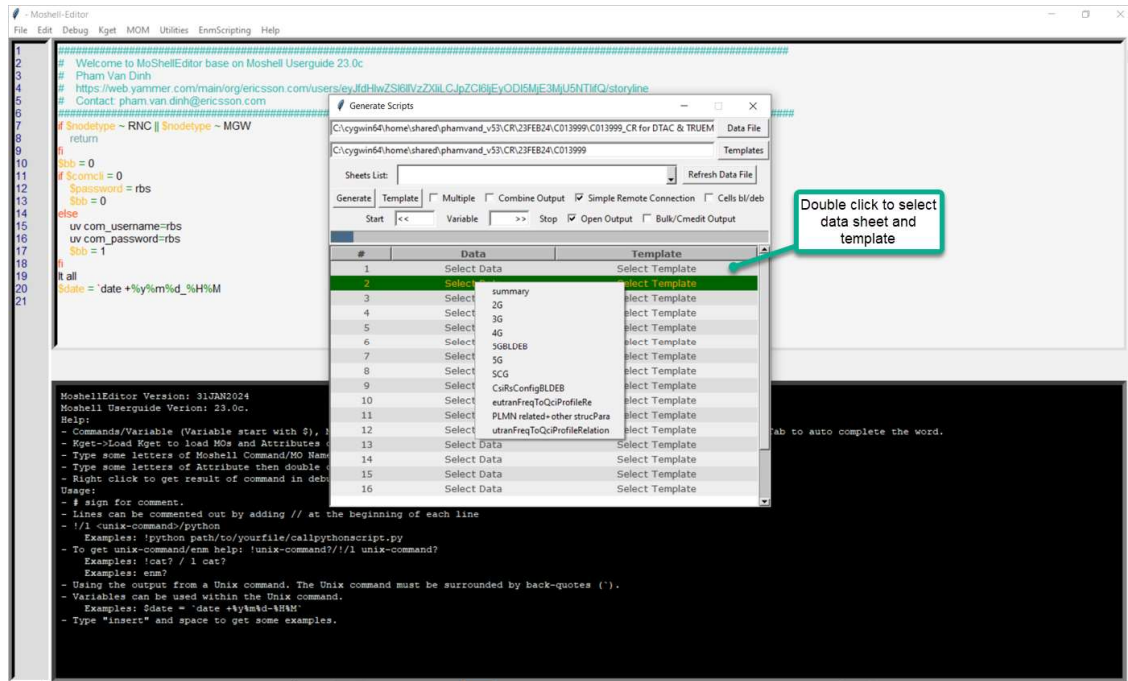 - Moshell-Editor
File Edit Debug Kget MOM Utilities EnmScripting Help
1
2 # Welcome to MoShellEditor base on Moshell Userguide 23.0c
3 # Pham Van Dinh
4 # https://web.yammer.com/main/org/ericsson.com/users/
5 # Contact: pham.van.dinh@ericsson.com
6
7 if $nodetype ~ RNC || $nodetype ~ MGW
8 return
9 fi
10 $bb = 0
11 if $comcli = 0
12 $password = rbs
13 $bb = 0
14 else
15 uv com_username=rbs
16 uv com_password=rbs
17 $bb = 1
18 fi
19 lt all
20 $date = `date +%y%m%d_%H%M
21
Generate Scripts
C:\cygwin64\home\shared\phamvand_v53\CR\23FEB24\C013999\C013999_CR for DTAC & TRUEM Data File
C:\cygwin64\home\shared\phamvand_v53\CR\23FEB24\C013999 Templates
Sheets List: Refresh Data File
Generate Template Multiple Combine Output Simple Remote Connection Cells bl/deb
Start << Variable >> Stop Open Output Bulk/Cmedit Output
# Data Template
1 Select Data Select Template
2 Select elect Template
3 Select elect Template
4 Select elect Template
5 Select elect Template
6 Select elect Template
7 Select elect Template
8 Select elect Template
9 Select elect Template
10 Select elect Template
11 Select elect Template
12 Select elect Template
13 Select Data Select Template
14 Select Data Select Template
15 Select Data Select Template
16 Select Data Select Template
summary
2G
3G
4G
5GBLDEB
5G
SCG
CsiRsConfigBLDEB
eutranFreqToQciProfileRe
PLMN related+other strucPara
utranFreqToQciProfileRelation
Double click to select
data sheet and
template
MoshellEditor Version: 31JAN2024
Moshell Userguide Verion: 23.0c.
Help:
- Commands/Variable (Variable start with $), ab to auto complete the word.
- Kget->Load Kget to load MOs and Attributes
- Type some letters of Moshell Command/MO Name
- Type some letters of Attribute then double
- Right click to get result of command in
Usage:
- # sign for comment.
- Lines can be commented out by adding // at the beginning of each line
- !/l <unix-command>/python
Examples: !python path/to/yourfile/callpythonscript.py
- To get unix-command/enm help: !unix-command?/!/l unix-command?
Examples: !cat? / l cat?
Examples: enm?
- Using the output from a Unix command. The Unix command must be surrounded by back-quotes (`).
- Variables can be used within the Unix command.
Examples: $date = `date +%y%m%d-%H%M`
- Type "insert" and space to get some examples.